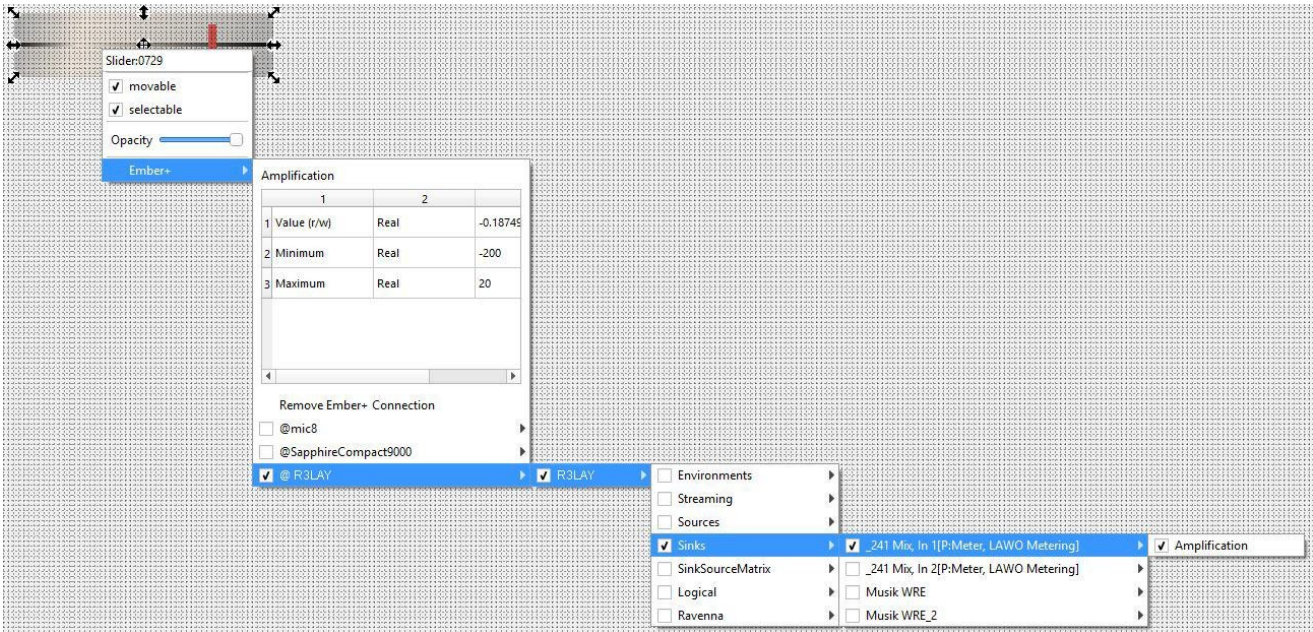 Slider:0729
movable
selectable
Opacity
Ember+
Amplification
1 2
1 Value (r/w) Real -0.18749
2 Minimum Real -200
3 Maximum Real 20
Remove Ember+ Connection
@mic8
@SapphireCompact9000
@ R3LAY
R3LAY
Environments
Streaming
Sources
Sinks
SinkSourceMatrix
Logical
Ravenna
_241 Mix, In 1[P:Meter, LAWO Metering]
_241 Mix, In 2[P:Meter, LAWO Metering]
Musik WRE
Musik WRE_2
Amplification